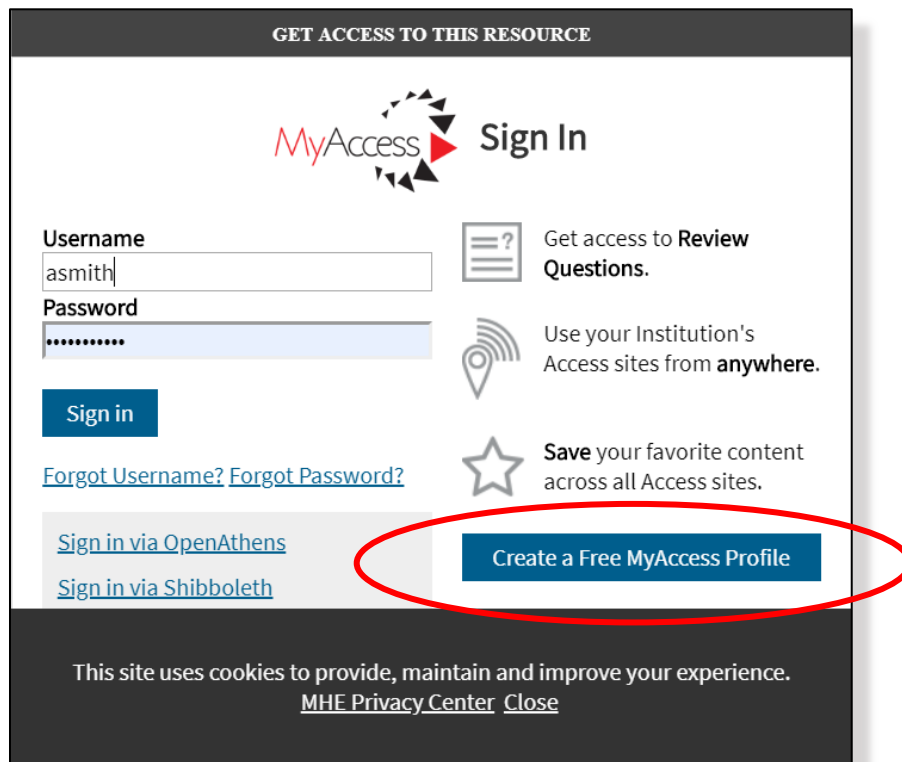 GET ACCESS TO THIS RESOURCE
MyAccess Sign In
Username
asmith
Password
•••••••••••
Sign in
Forgot Username? Forgot Password?
Sign in via OpenAthens
Sign in via Shibboleth
Get access to Review
Questions.
Use your Institution's
Access sites from anywhere.
Save your favorite content
across all Access sites.
Create a Free MyAccess Profile
This site uses cookies to provide, maintain and improve your experience.
MHE Privacy Center Close